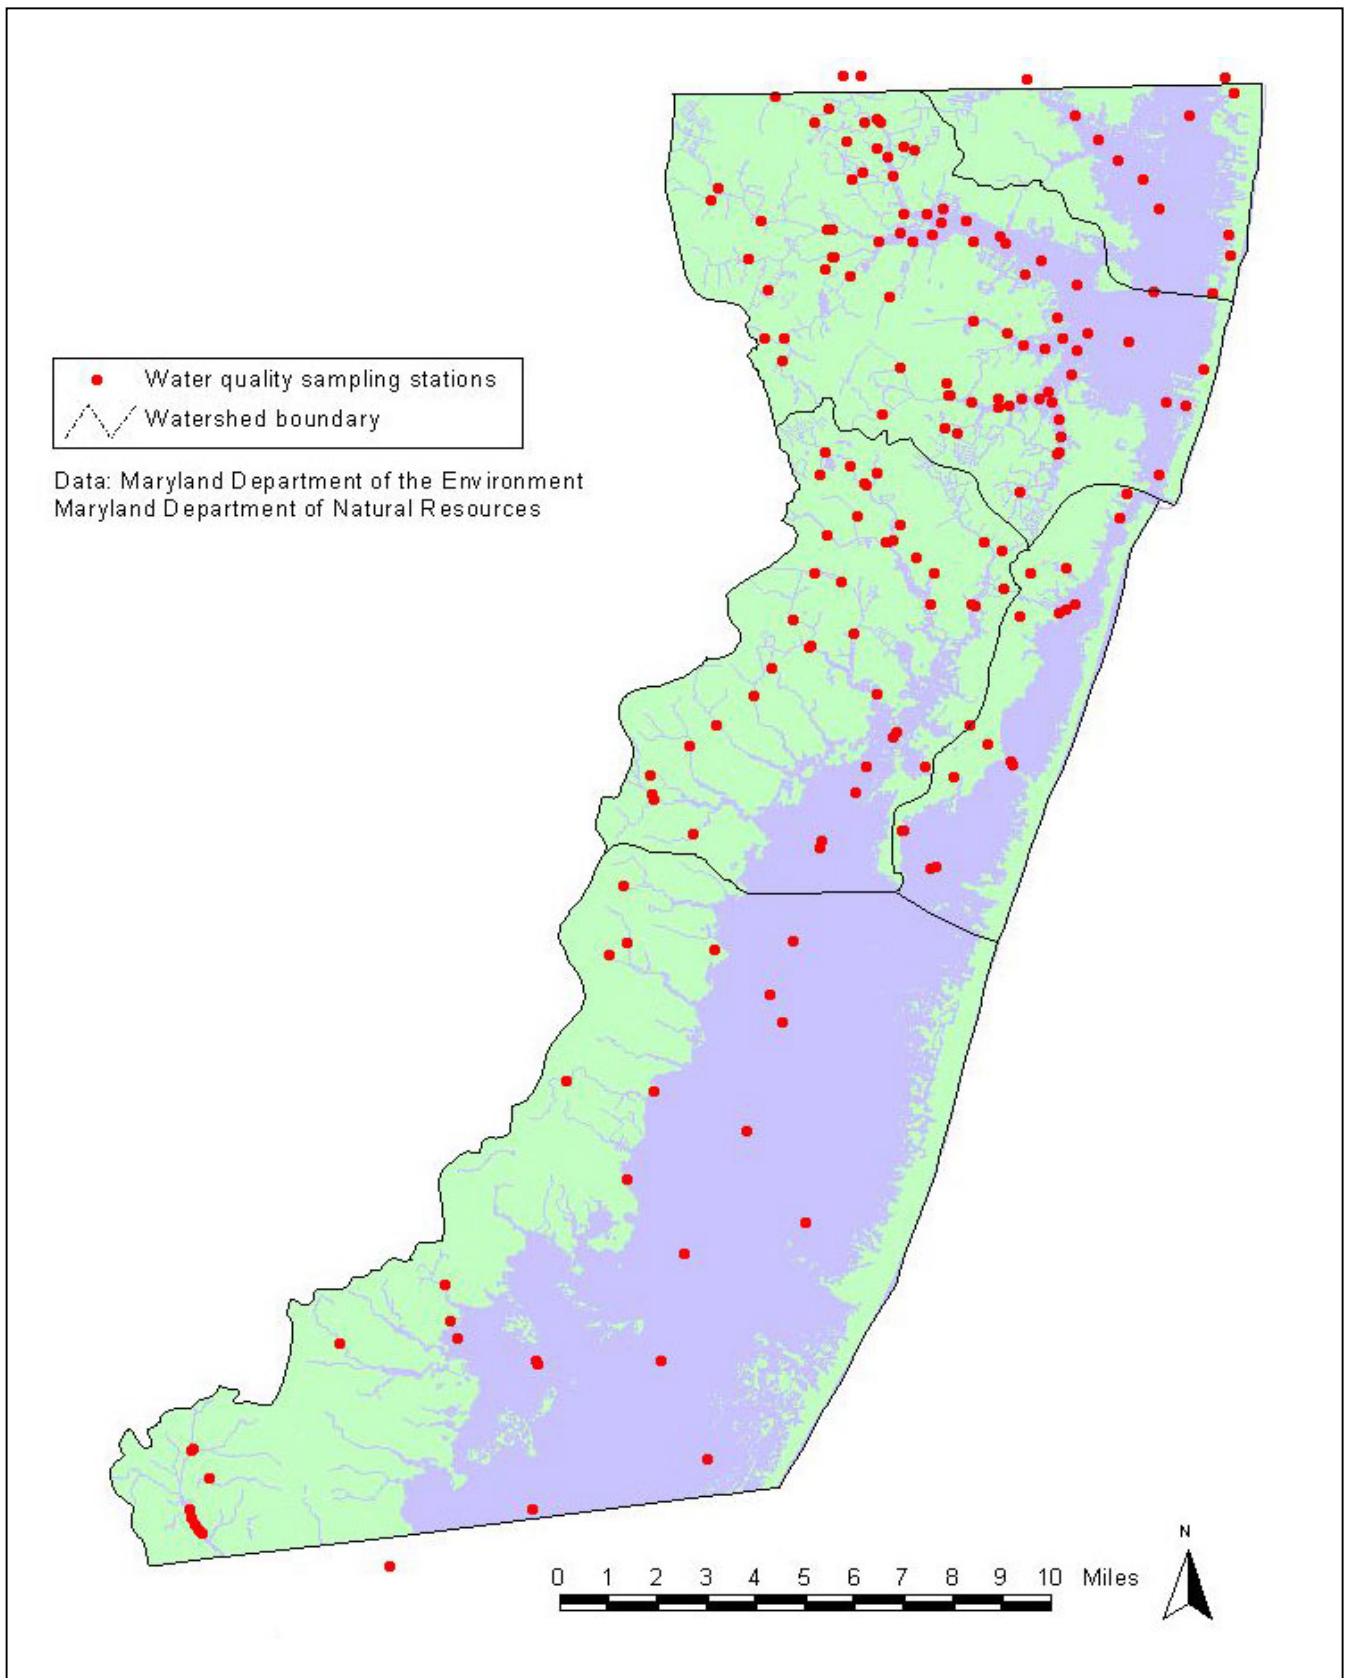 Water quality sampling stations
Watershed boundary
Data: Maryland Department of the Environment
Maryland Department of Natural Resources
N
0 1 2 3 4 5 6 7 8 9 10 Miles